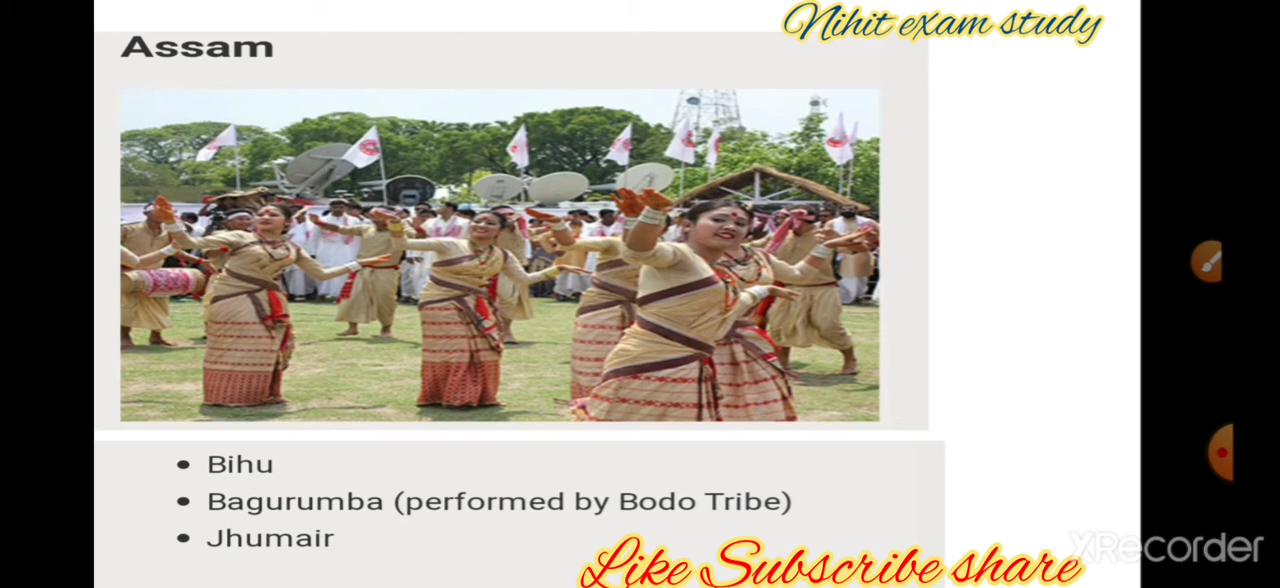 Nihit exam study
Assam
• Bihu
• Bagurumba (performed by Bodo Tribe)
• Jhumair
Like Subscribe share
XRecorder